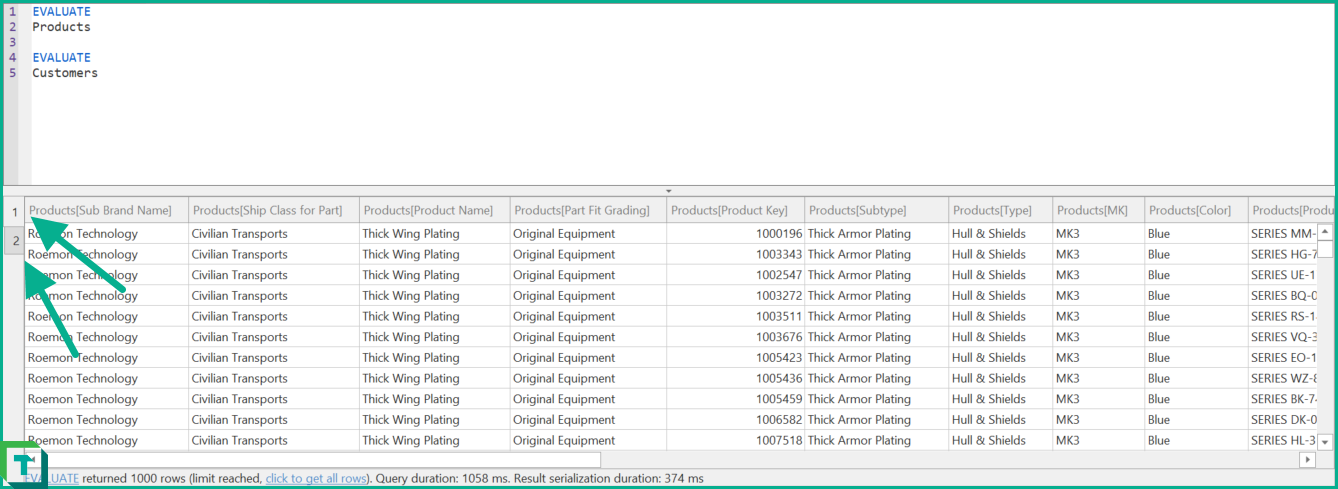 1 EVALUATE
2 Products
3
4 EVALUATE
5 Customers
1
2
Products[Sub Brand Name] Products[Ship Class for Part] Products[Product Name] Products[Part Fit Grading] Products[Product Key] Products[Subtype] Products[Type] Products[MK] Products[Color] Products[Produ
Roemon Technology Civilian Transports Thick Wing Plating Original Equipment 1000196 Thick Armor Plating Hull & Shields MK3 Blue SERIES MM-
Roemon Technology Civilian Transports Thick Wing Plating Original Equipment 1003343 Thick Armor Plating Hull & Shields MK3 Blue SERIES HG-7
Roemon Technology Civilian Transports Thick Wing Plating Original Equipment 1002547 Thick Armor Plating Hull & Shields MK3 Blue SERIES UE-1
Roemon Technology Civilian Transports Thick Wing Plating Original Equipment 1003272 Thick Armor Plating Hull & Shields MK3 Blue SERIES BQ-0
Roemon Technology Civilian Transports Thick Wing Plating Original Equipment 1003511 Thick Armor Plating Hull & Shields MK3 Blue SERIES RS-1
Roemon Technology Civilian Transports Thick Wing Plating Original Equipment 1003676 Thick Armor Plating Hull & Shields MK3 Blue SERIES VQ-3
Roemon Technology Civilian Transports Thick Wing Plating Original Equipment 1005423 Thick Armor Plating Hull & Shields MK3 Blue SERIES EO-1
Roemon Technology Civilian Transports Thick Wing Plating Original Equipment 1005436 Thick Armor Plating Hull & Shields MK3 Blue SERIES WZ-8
Roemon Technology Civilian Transports Thick Wing Plating Original Equipment 1005459 Thick Armor Plating Hull & Shields MK3 Blue SERIES BK-7
Roemon Technology Civilian Transports Thick Wing Plating Original Equipment 1006582 Thick Armor Plating Hull & Shields MK3 Blue SERIES DK-0
Roemon Technology Civilian Transports Thick Wing Plating Original Equipment 1007518 Thick Armor Plating Hull & Shields MK3 Blue SERIES HL-3
EVALUATE returned 1000 rows (limit reached, click to get all rows). Query duration: 1058 ms. Result serialization duration: 374 ms